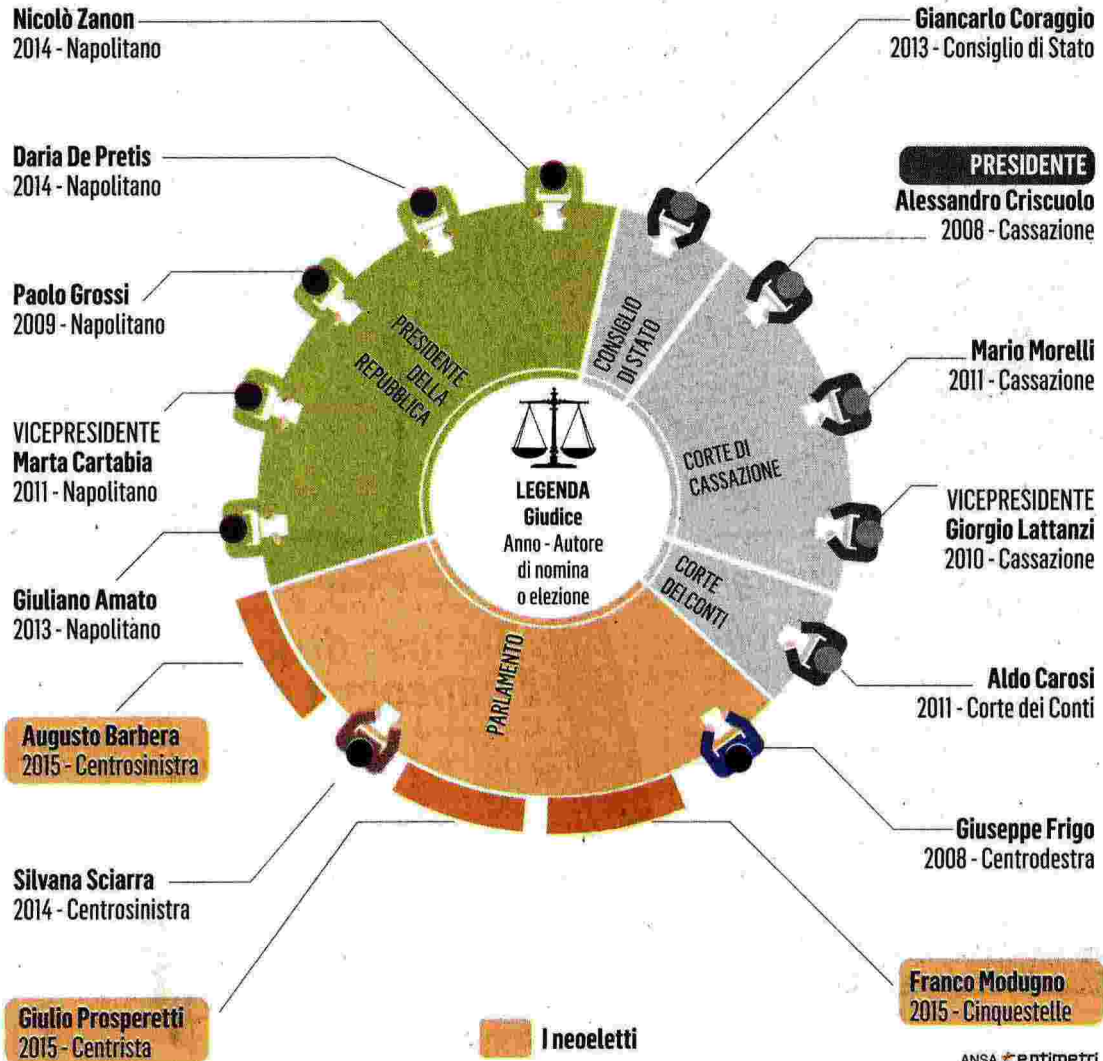 Nicolò Zanon
2014 - Napolitano
Giancarlo Coraggio
2013 - Consiglio di Stato
Daria De Pretis
2014 - Napolitano
PRESIDENTE
Alessandro Criscuolo
2008 - Cassazione
Paolo Grossi
2009 - Napolitano
Mario Morelli
2011 - Cassazione
VICEPRESIDENTE
Marta Cartabia
2011 - Napolitano
VICEPRESIDENTE
Giorgio Lattanzi
2010 - Cassazione
Giuliano Amato
2013 - Napolitano
Aldo Carosi
2011 - Corte dei Conti
Augusto Barbera
2015 - Centrosinistra
Giuseppe Frigo
2008 - Centrodestra
Silvana Sciarra
2014 - Centrosinistra
Franco Modugno
2015 - Cinquestelle
Giulio Prosperetti
2015 - Centrista
PRESIDENTE
DELLA
REPUBBLICA
CONSIGLIO
DI STATO
CORTE DI
CASSAZIONE
CORTE
DEI CONTI
PARLAMENTO
LEGENDA
Giudice
Anno - Autore
di nomina
o elezione
I neoeletti
ANSA centimetri